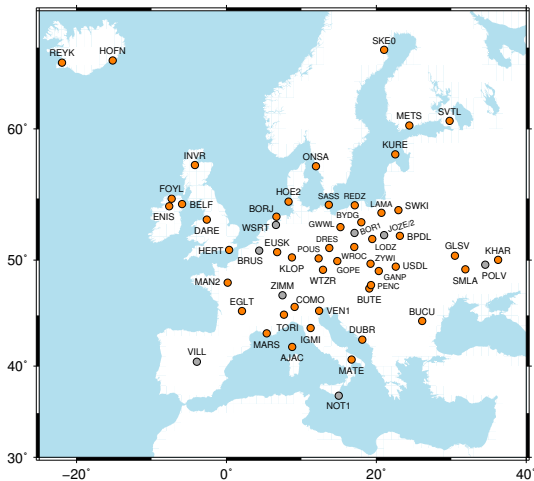 SKE0
HOFN
REYK
SVTL
METS
60°
KURE
ONSA
INVR
FOYL
HOE2
SASS
REDZ
LAMA
SWKI
BELF
BORJ
BYDG
ENIS
GWWL
BOR1
JOZE/2
DARE
WSRT
DRES
BPDL
HERT
EUSK
POUS
LODZ
GLSV
KHAR
BRUS
WROC
ZYWI
KLOP
GOPE
USDL
POLV
MAN2
ZIMM
WTZR
GANP
SMLA
PENC
EGLT
COMO
VEN1
BUTE
BUCU
50°
TORI
DUBR
MARS
IGMI
VILL
AJAC
MATE
40°
NOT1
30°
−20°
0°
20°
40°